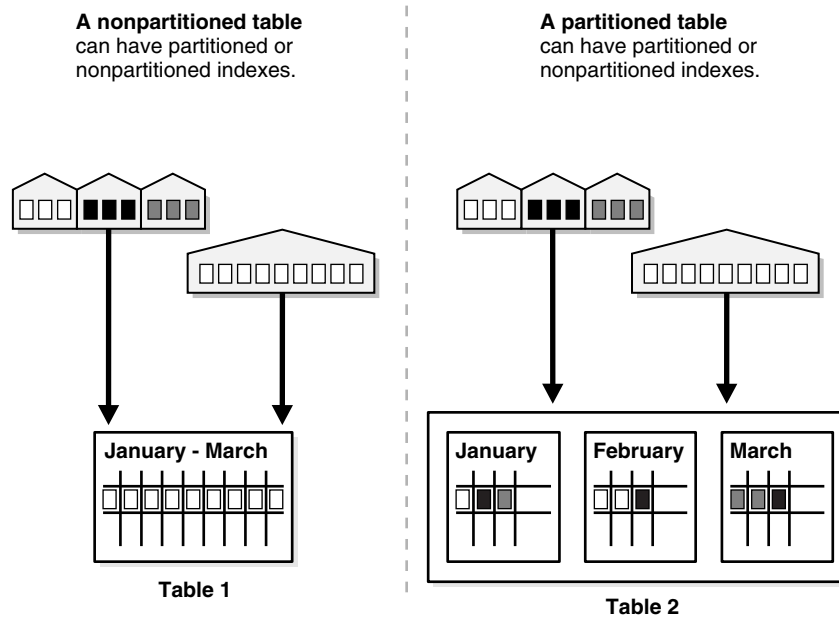 A nonpartitioned table
can have partitioned or
nonpartitioned indexes.
A partitioned table
can have partitioned or
nonpartitioned indexes.
January - March
Table 1
January
February
March
Table 2